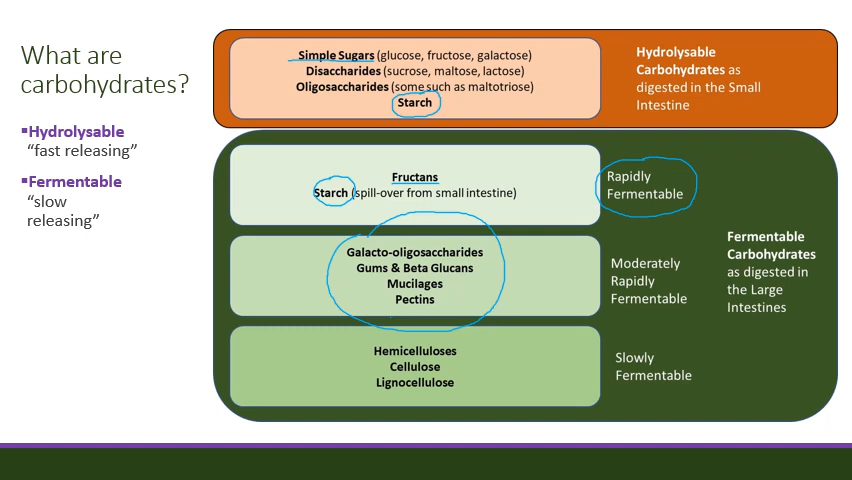 What are
carbohydrates?
▪Hydrolysable
“fast releasing”
▪Fermentable
“slow
releasing”
Simple Sugars (glucose, fructose, galactose)
Disaccharides (sucrose, maltose, lactose)
Oligosaccharides (some such as maltotriose)
Starch
Hydrolysable
Carbohydrates as
digested in the Small
Intestine
Fructans
Starch (spill-over from small intestine)
Rapidly
Fermentable
Galacto-oligosaccharides
Gums & Beta Glucans
Mucilages
Pectins
Moderately
Rapidly
Fermentable
Hemicelluloses
Cellulose
Lignocellulose
Slowly
Fermentable
Fermentable
Carbohydrates
as digested in
the Large
Intestines